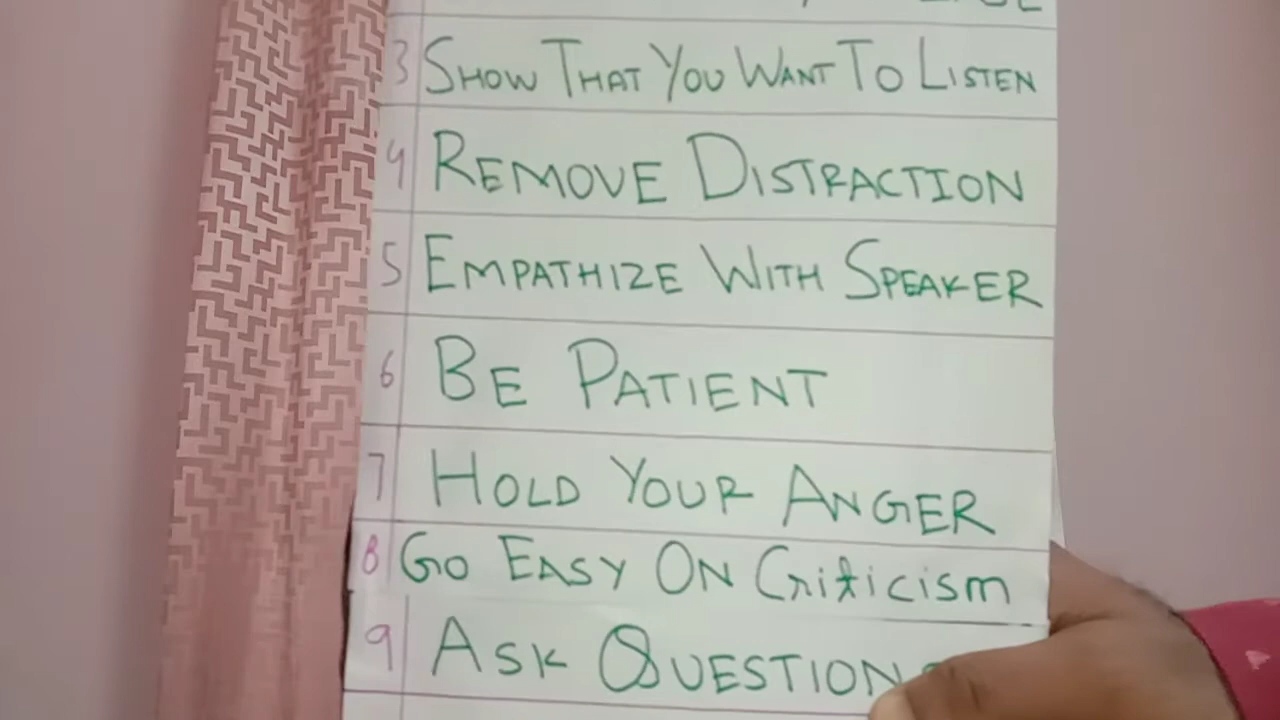 3 SHOW THAT YOU WANT TO LISTEN
4 REMOVE DISTRACTION
5 EMPATHIZE WITH SPEAKER
6 BE PATIENT
7 HOLD YOUR ANGER
8 GO EASY ON Criticism
9 ASK QUESTION